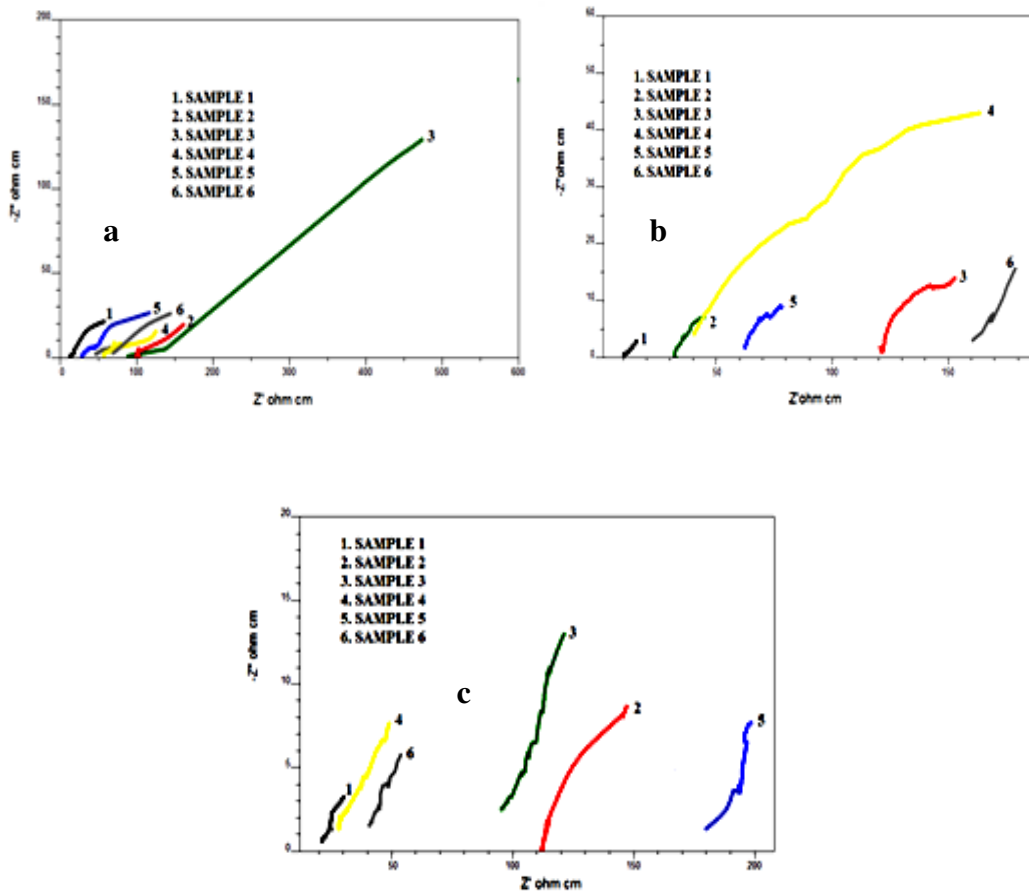 200
150
100
50
0
-Z" ohm cm
1. SAMPLE 1
2. SAMPLE 2
3. SAMPLE 3
4. SAMPLE 4
5. SAMPLE 5
6. SAMPLE 6
a
1
5
6
4
2
3
0 100 200 300 400 500 600
Z' ohm cm
60
50
40
30
20
10
0
-Z"ohm cm
1. SAMPLE 1
2. SAMPLE 2
3. SAMPLE 3
4. SAMPLE 4
5. SAMPLE 5
6. SAMPLE 6
b
4
6
3
5
2
1
50 100 150
Z'ohm cm
20
15
10
5
0
-Z" ohm cm
1. SAMPLE 1
2. SAMPLE 2
3. SAMPLE 3
4. SAMPLE 4
5. SAMPLE 5
6. SAMPLE 6
c
3
4
2
5
6
1
50 100 150 200
Z' ohm cm